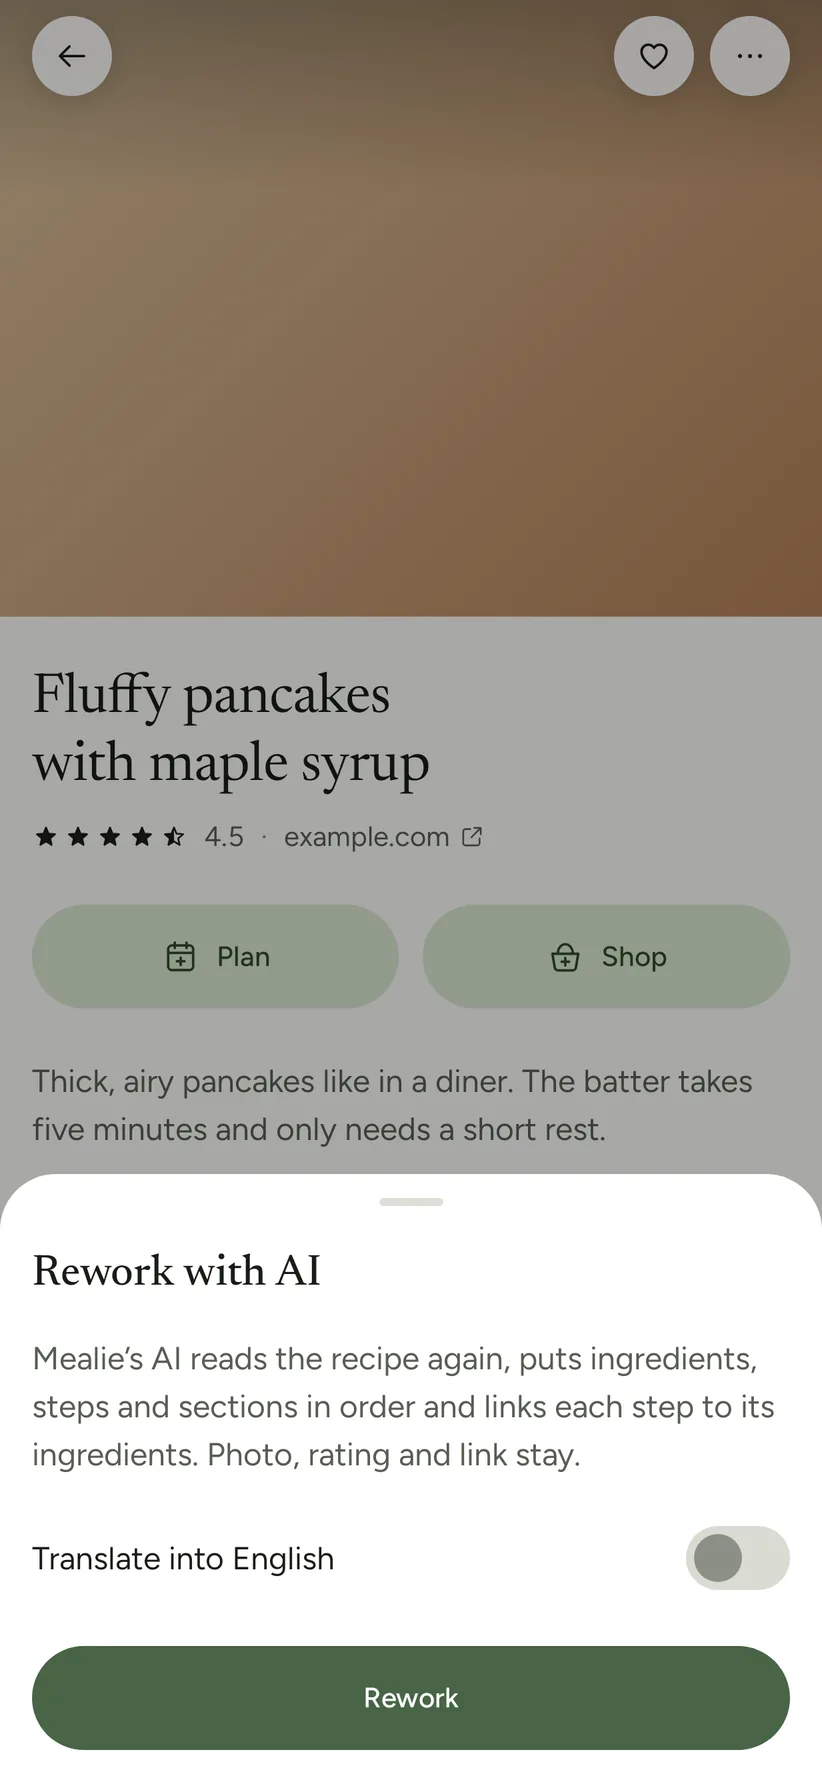 Fluffy pancakes
with maple syrup
4.5 · example.com
Plan
Shop
Thick, airy pancakes like in a diner. The batter takes
five minutes and only needs a short rest.
Rework with AI
Mealie’s AI reads the recipe again, puts ingredients,
steps and sections in order and links each step to its
ingredients. Photo, rating and link stay.
Translate into English
Rework